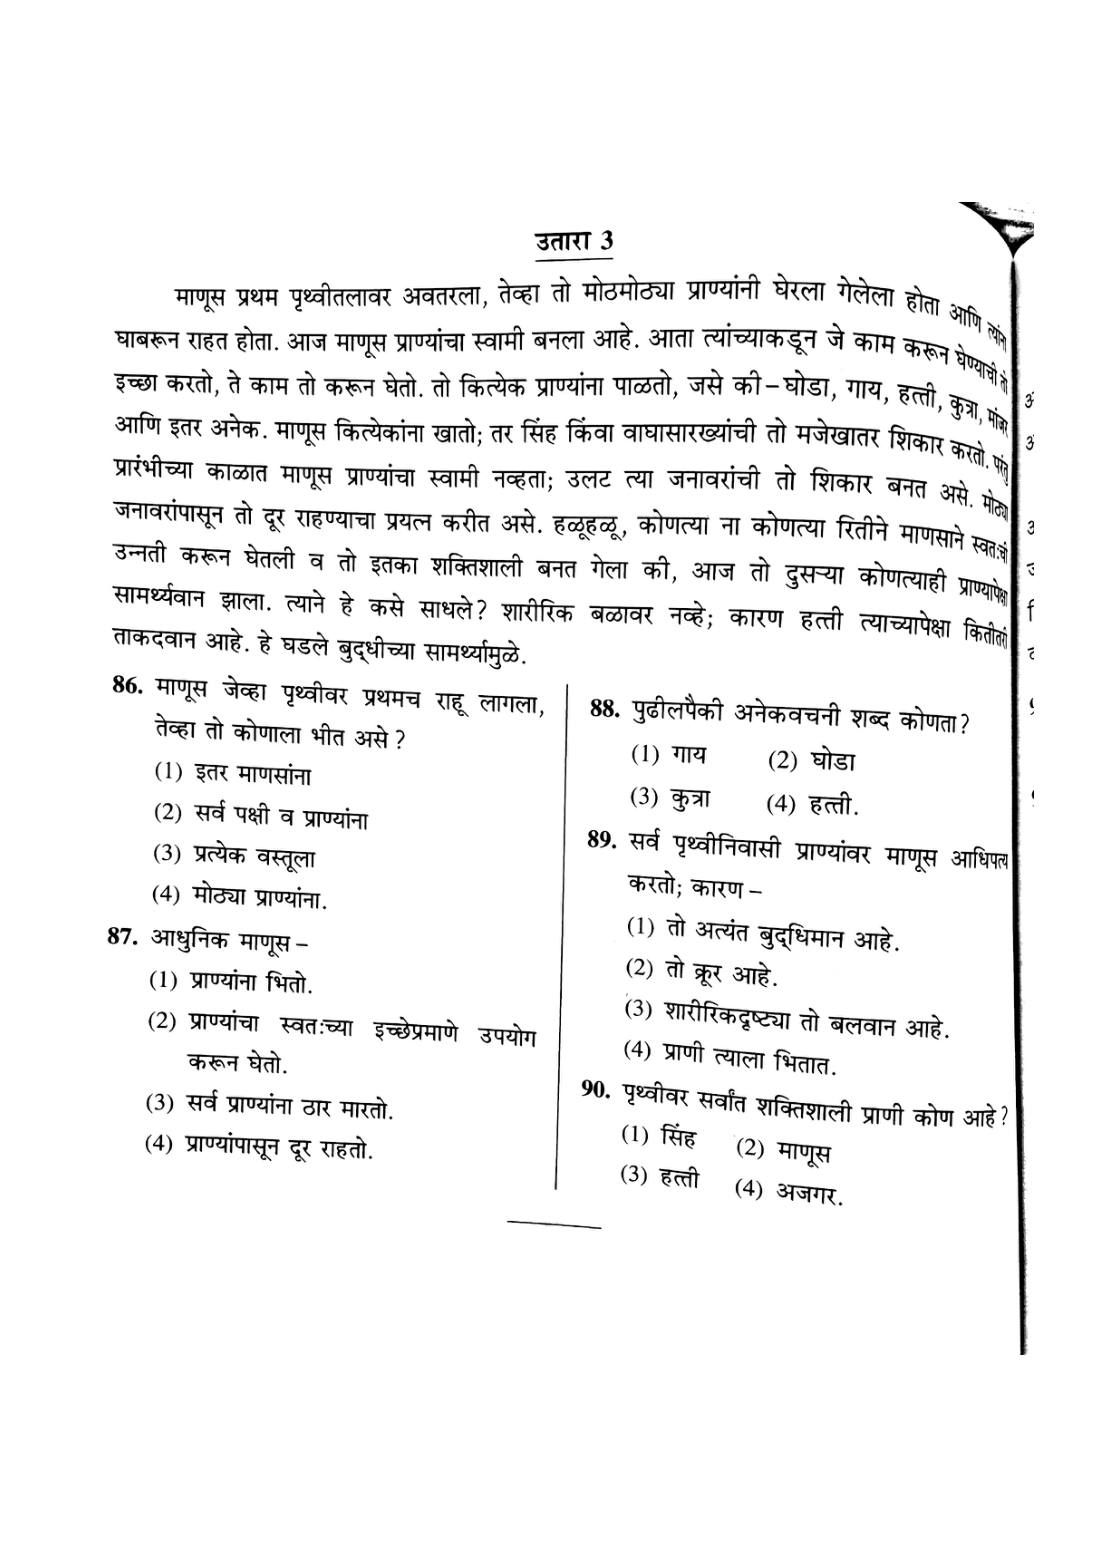 उतारा 3
माणूस प्रथम पृथ्वीतलावर अवतरला, तेव्हा तो मोठमोठ्या प्राण्यांनी घेरला गेलेला होता आणि त्यांना
घाबरून राहत होता. आज माणूस प्राण्यांचा स्वामी बनला आहे. आता त्यांच्याकडून जे काम करून घेण्याची तो
इच्छा करतो, ते काम तो करून घेतो. तो कित्येक प्राण्यांना पाळतो, जसे की – घोडा, गाय, हत्ती, कुत्रा, मांजर
आणि इतर अनेक. माणूस कित्येकांना खातो; तर सिंह किंवा वाघासारख्यांची तो मजेखातर शिकार करतो. परंतु
प्रारंभीच्या काळात माणूस प्राण्यांचा स्वामी नव्हता; उलट त्या जनावरांची तो शिकार बनत असे. मोठ्या
जनावरांपासून तो दूर राहण्याचा प्रयत्न करीत असे. हळूहळू, कोणत्या ना कोणत्या रितीने माणसाने स्वतःची
उन्नती करून घेतली व तो इतका शक्तिशाली बनत गेला की, आज तो दुसऱ्या कोणत्याही प्राण्यापेक्षा
सामर्थ्यवान झाला. त्याने हे कसे साधले? शारीरिक बळावर नव्हे; कारण हत्ती त्याच्यापेक्षा कितीतरी
ताकदवान आहे. हे घडले बुद्धीच्या सामर्थ्यामुळे.
86. माणूस जेव्हा पृथ्वीवर प्रथमच राहू लागला,
तेव्हा तो कोणाला भीत असे ?
(1) इतर माणसांना
(2) सर्व पक्षी व प्राण्यांना
(3) प्रत्येक वस्तूला
(4) मोठ्या प्राण्यांना.
87. आधुनिक माणूस –
(1) प्राण्यांना भितो.
(2) प्राण्यांचा स्वतःच्या इच्छेप्रमाणे उपयोग
करून घेतो.
(3) सर्व प्राण्यांना ठार मारतो.
(4) प्राण्यांपासून दूर राहतो.
88. पुढीलपैकी अनेकवचनी शब्द कोणता ?
(1) गाय (2) घोडा
(3) कुत्रा (4) हत्ती.
89. सर्व पृथ्वीनिवासी प्राण्यांवर माणूस आधिपत्य
करतो; कारण –
(1) तो अत्यंत बुद्धिमान आहे.
(2) तो क्रूर आहे.
(3) शारीरिकदृष्ट्या तो बलवान आहे.
(4) प्राणी त्याला भितात.
90. पृथ्वीवर सर्वांत शक्तिशाली प्राणी कोण आहे ?
(1) सिंह (2) माणूस
(3) हत्ती (4) अजगर.